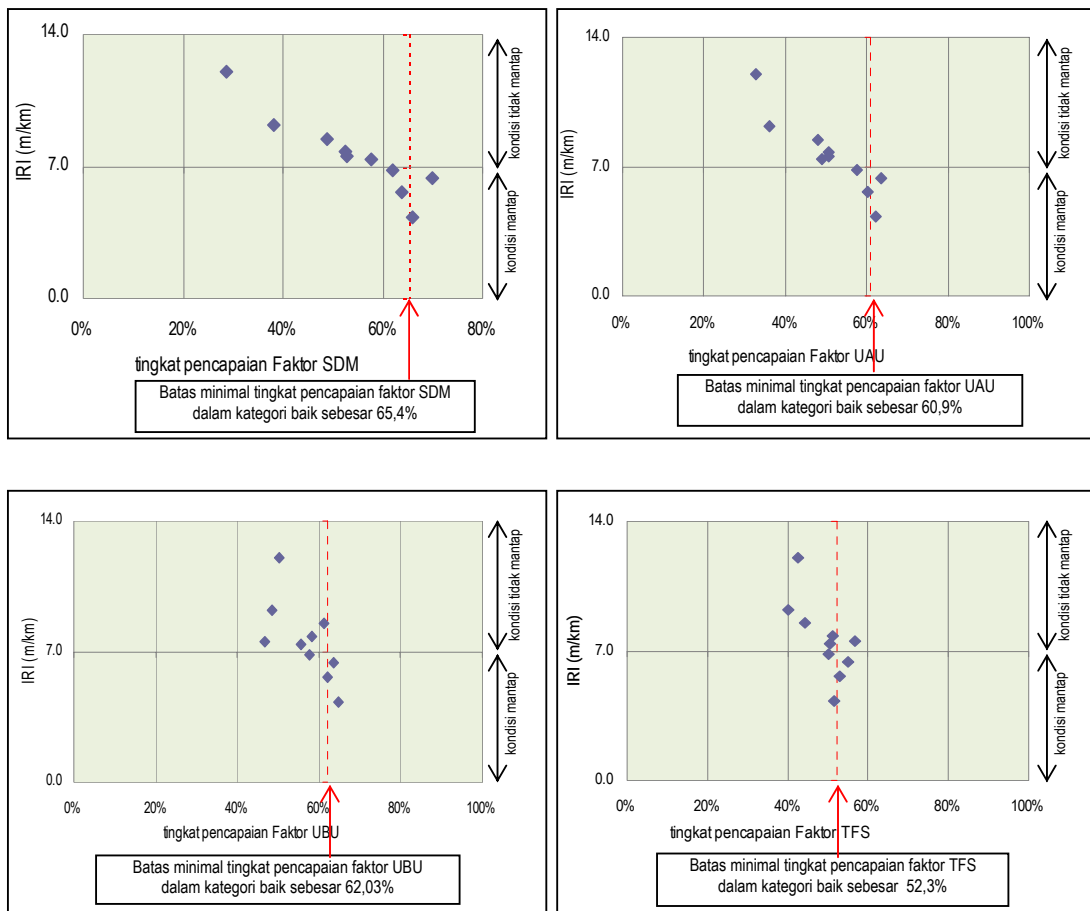 14.0
7.0
0.0
IRI (m/km)
kondisi tidak mantap
kondisi mantap
0% 20% 40% 60% 80%
tingkat pencapaian Faktor SDM
Batas minimal tingkat pencapaian faktor SDM
dalam kategori baik sebesar 65,4%
14.0
7.0
0.0
IRI (m/km)
kondisi tidak mantap
kondisi mantap
0% 20% 40% 60% 80% 100%
tingkat pencapaian Faktor UAU
Batas minimal tingkat pencapaian faktor UAU
dalam kategori baik sebesar 60,9%
14.0
7.0
0.0
IRI (m/km)
kondisi tidak mantap
kondisi mantap
0% 20% 40% 60% 80% 100%
tingkat pencapaian Faktor UBU
Batas minimal tingkat pencapaian faktor UBU
dalam kategori baik sebesar 62,03%
14.0
7.0
0.0
IRI (m/km)
kondisi tidak mantap
kondisi mantap
0% 20% 40% 60% 80% 100%
tingkat pencapaian Faktor TFS
Batas minimal tingkat pencapaian faktor TFS
dalam kategori baik sebesar 52,3%